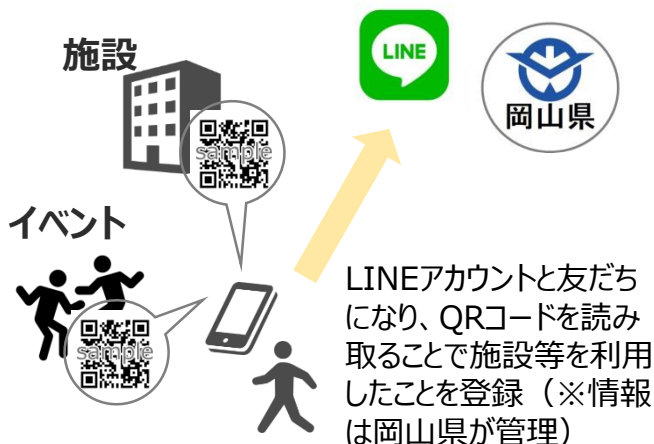 施設
LINE
岡山県
sample
イベント
sample
LINEアカウントと友だち
になり、QRコードを読み
取ることで施設等を利用
したことを登録（※情報
は岡山県が管理）